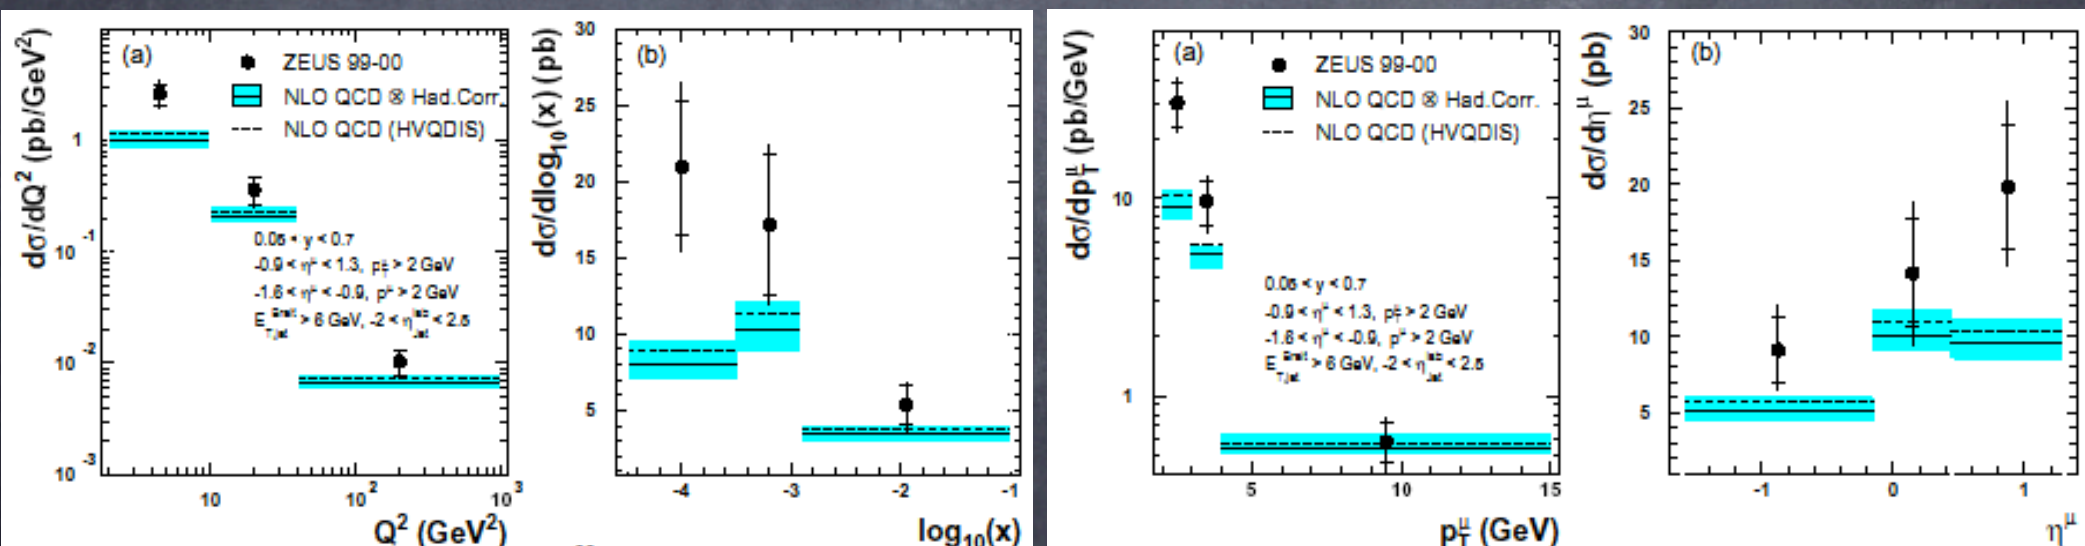 (a)
ZEUS 99-00
NLO QCD ⊗ Had.Corr.
NLO QCD (HVQDIS)
0.05 < y < 0.7
-0.9 < η^μ < 1.3, p_T^μ > 2 GeV
-1.6 < η^μ < -0.9, p^μ > 2 GeV
E_{T,jet}^{Breit} > 6 GeV, -2 < η_{jet}^{lab} < 2.5
dσ/dQ² (pb/GeV²)
1
10^-1
10^-2
10^-3
10 10² 10³
Q² (GeV²)
(b)
dσ/dlog₁₀(x) (pb)
30
25
20
15
10
5
-4 -3 -2 -1
log₁₀(x)
(a)
ZEUS 99-00
NLO QCD ⊗ Had.Corr.
NLO QCD (HVQDIS)
0.05 < y < 0.7
-0.9 < η^μ < 1.3, p_T^μ > 2 GeV
-1.6 < η^μ < -0.9, p^μ > 2 GeV
E_{T,jet}^{Breit} > 6 GeV, -2 < η_{jet}^{lab} < 2.5
dσ/dp_T^μ (pb/GeV)
10
1
5 10 15
p_T^μ (GeV)
(b)
dσ/dη^μ (pb)
30
25
20
15
10
5
-1 0 1
η^μ